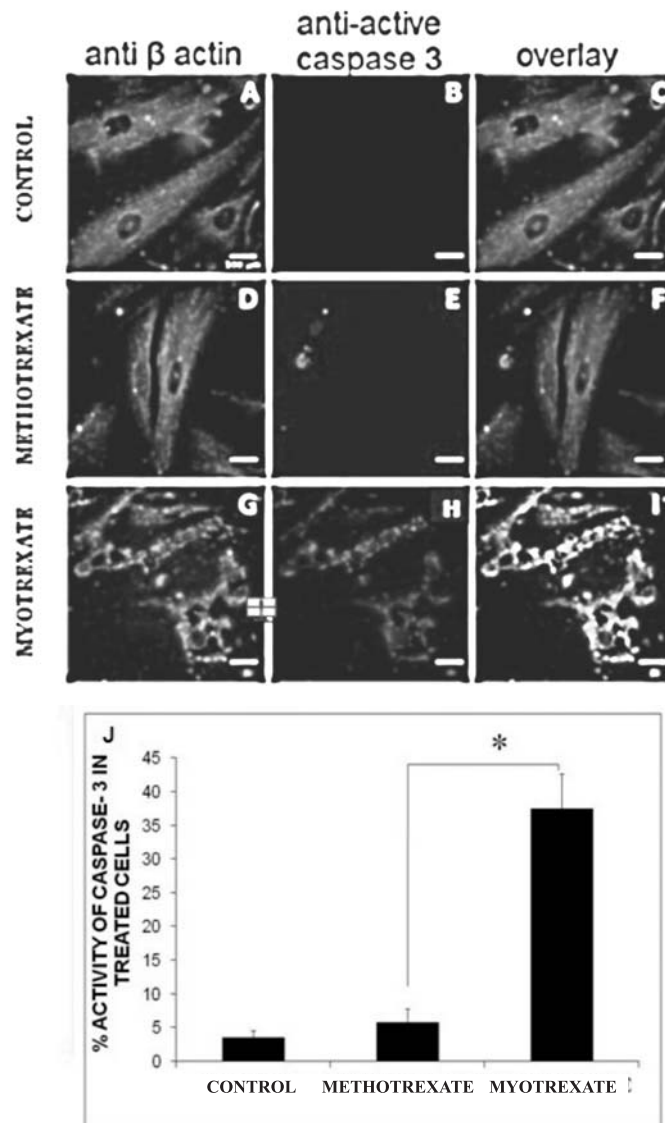 anti β actin
anti-active
caspase 3
overlay
CONTROL
A
B
C
METHOTREXATE
D
E
F
MYOTREXATE
G
H
I
J
% ACTIVITY OF CASPASE- 3 IN
TREATED CELLS
45
40
35
30
25
20
15
10
5
0
*
CONTROL
METHOTREXATE
MYOTREXATE